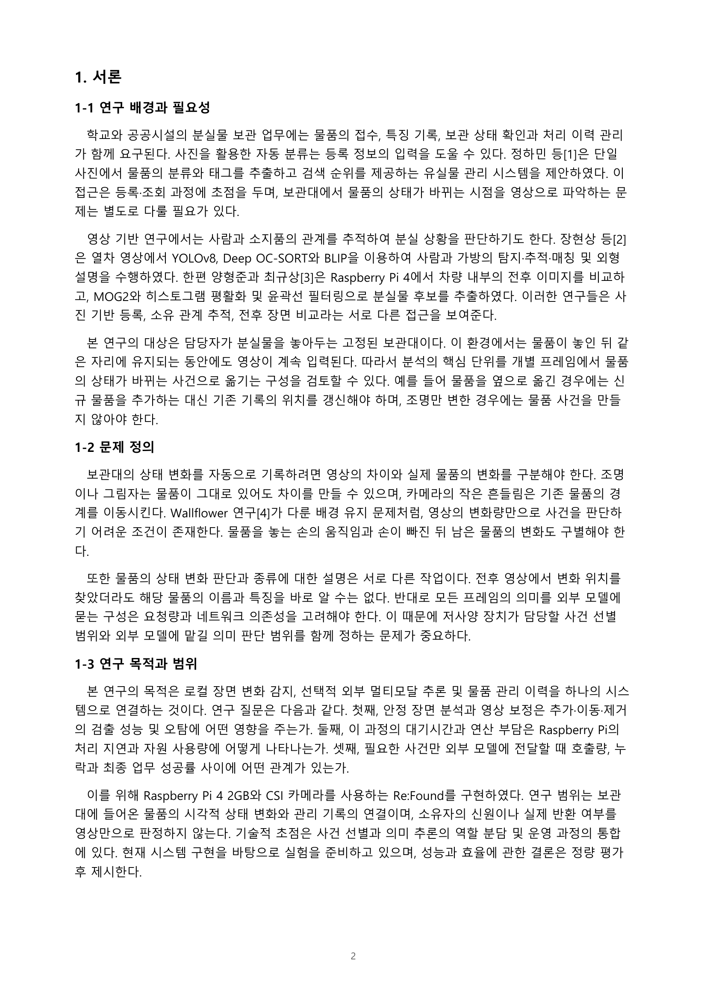 1. 서론
1-1 연구 배경과 필요성
학교와 공공시설의 분실물 보관 업무에는 물품의 접수, 특징 기록, 보관 상태 확인과 처리 이력 관리
가 함께 요구된다. 사진을 활용한 자동 분류는 등록 정보의 입력을 도울 수 있다. 정하민 등[1]은 단일
사진에서 물품의 분류와 태그를 추출하고 검색 순위를 제공하는 유실물 관리 시스템을 제안하였다. 이
접근은 등록·조회 과정에 초점을 두며, 보관대에서 물품의 상태가 바뀌는 시점을 영상으로 파악하는 문
제는 별도로 다룰 필요가 있다.
영상 기반 연구에서는 사람과 소지품의 관계를 추적하여 분실 상황을 판단하기도 한다. 장현상 등[2]
은 열차 영상에서 YOLOv8, Deep OC-SORT와 BLIP을 이용하여 사람과 가방의 탐지·추적·매칭 및 외형
설명을 수행하였다. 한편 양형준과 최규상[3]은 Raspberry Pi 4에서 차량 내부의 전후 이미지를 비교하
고, MOG2와 히스토그램 평활화 및 윤곽선 필터링으로 분실물 후보를 추출하였다. 이러한 연구들은 사
진 기반 등록, 소유 관계 추적, 전후 장면 비교라는 서로 다른 접근을 보여준다.
본 연구의 대상은 담당자가 분실물을 놓아두는 고정된 보관대이다. 이 환경에서는 물품이 놓인 뒤 같
은 자리에 유지되는 동안에도 영상이 계속 입력된다. 따라서 분석의 핵심 단위를 개별 프레임에서 물품
의 상태가 바뀌는 사건으로 옮기는 구성을 검토할 수 있다. 예를 들어 물품을 옆으로 옮긴 경우에는 신
규 물품을 추가하는 대신 기존 기록의 위치를 갱신해야 하며, 조명만 변한 경우에는 물품 사건을 만들
지 않아야 한다.
1-2 문제 정의
보관대의 상태 변화를 자동으로 기록하려면 영상의 차이와 실제 물품의 변화를 구분해야 한다. 조명
이나 그림자는 물품이 그대로 있어도 차이를 만들 수 있으며, 카메라의 작은 흔들림은 기존 물품의 경
계를 이동시킨다. Wallflower 연구[4]가 다룬 배경 유지 문제처럼, 영상의 변화량만으로 사건을 판단하
기 어려운 조건이 존재한다. 물품을 놓는 손의 움직임과 손이 빠진 뒤 남은 물품의 변화도 구별해야 한
다.
또한 물품의 상태 변화 판단과 종류에 대한 설명은 서로 다른 작업이다. 전후 영상에서 변화 위치를
찾았더라도 해당 물품의 이름과 특징을 바로 알 수는 없다. 반대로 모든 프레임의 의미를 외부 모델에
묻는 구성은 요청량과 네트워크 의존성을 고려해야 한다. 이 때문에 저사양 장치가 담당할 사건 선별
범위와 외부 모델에 맡길 의미 판단 범위를 함께 정하는 문제가 중요하다.
1-3 연구 목적과 범위
본 연구의 목적은 로컬 장면 변화 감지, 선택적 외부 멀티모달 추론 및 물품 관리 이력을 하나의 시스
템으로 연결하는 것이다. 연구 질문은 다음과 같다. 첫째, 안정 장면 분석과 영상 보정은 추가·이동·제거
의 검출 성능 및 오탐에 어떤 영향을 주는가. 둘째, 이 과정의 대기시간과 연산 부담은 Raspberry Pi의
처리 지연과 자원 사용량에 어떻게 나타나는가. 셋째, 필요한 사건만 외부 모델에 전달할 때 호출량, 누
락과 최종 업무 성공률 사이에 어떤 관계가 있는가.
이를 위해 Raspberry Pi 4 2GB와 CSI 카메라를 사용하는 Re:Found를 구현하였다. 연구 범위는 보관
대에 들어온 물품의 시각적 상태 변화와 관리 기록의 연결이며, 소유자의 신원이나 실제 반환 여부를
영상만으로 판정하지 않는다. 기술적 초점은 사건 선별과 의미 추론의 역할 분담 및 운영 과정의 통합
에 있다. 현재 시스템 구현을 바탕으로 실험을 준비하고 있으며, 성능과 효율에 관한 결론은 정량 평가
후 제시한다.
2